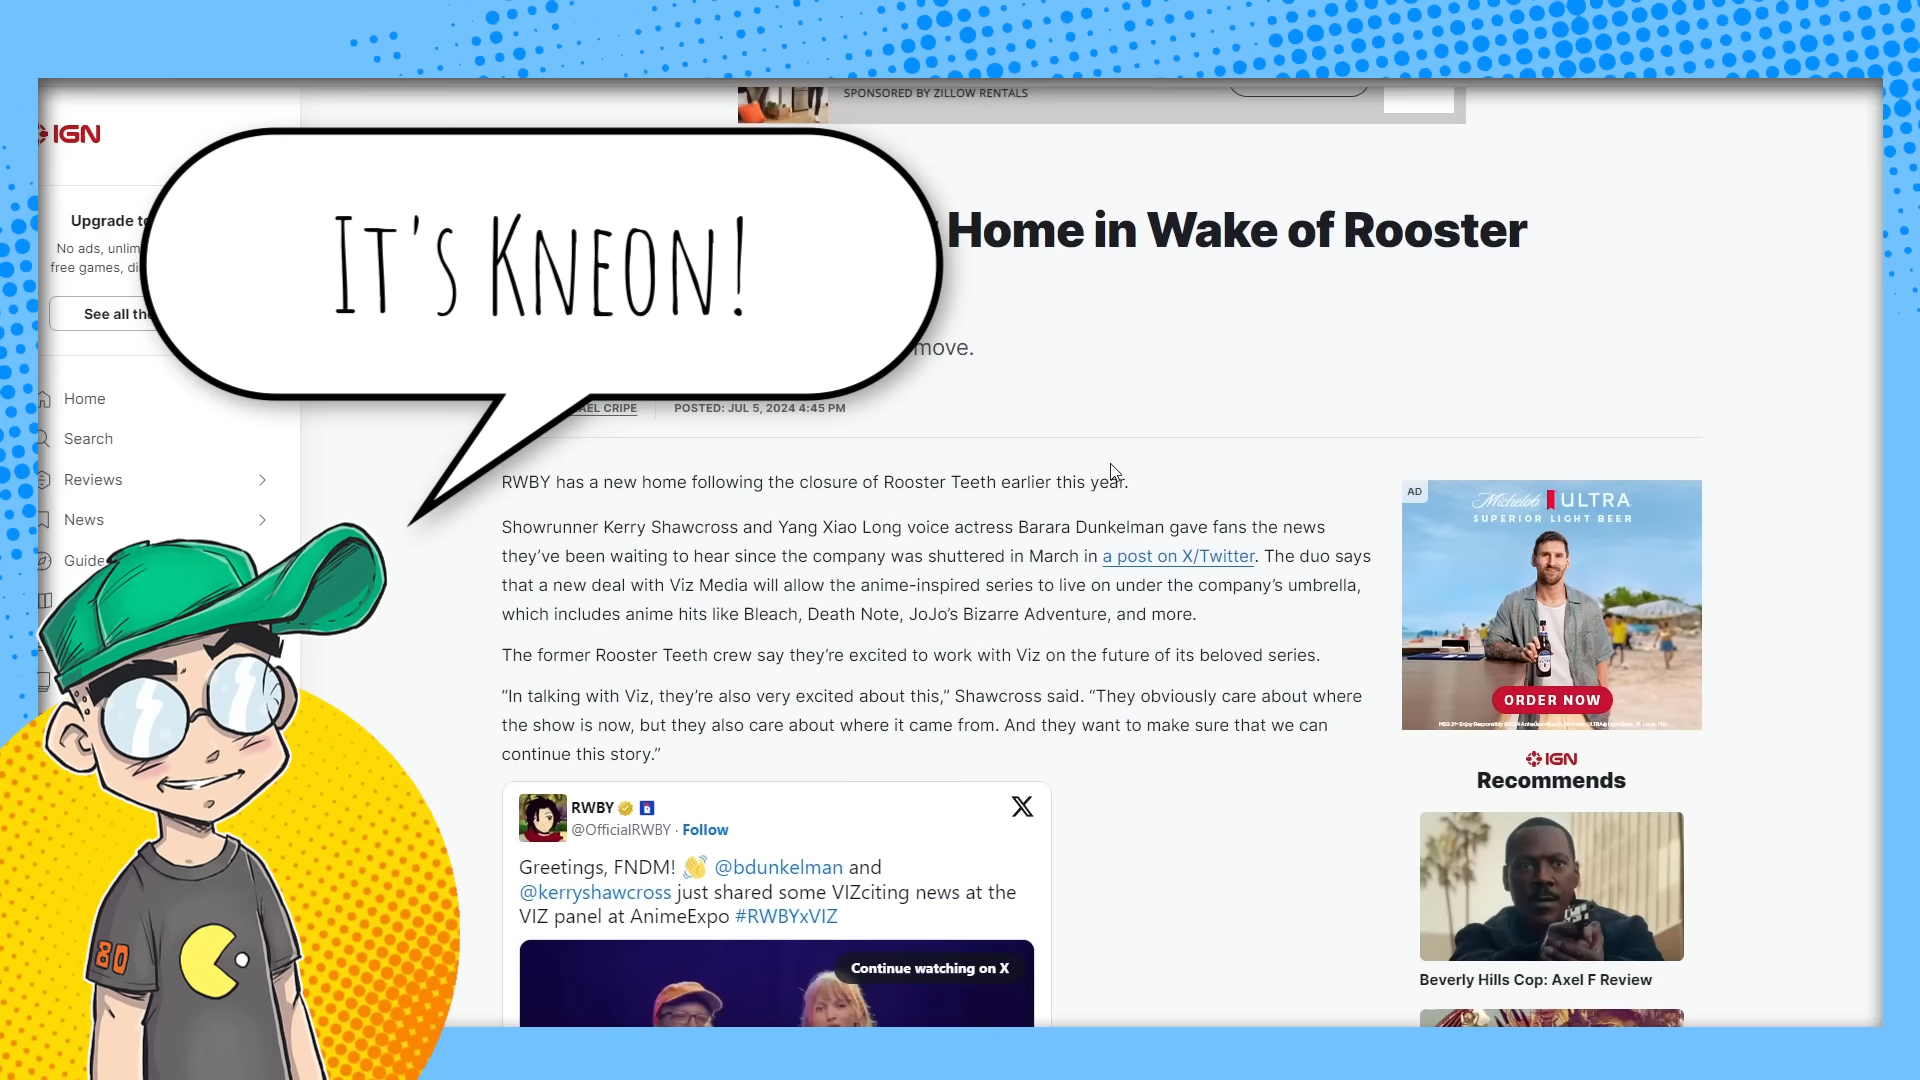 SPONSORED BY ZILLOW RENTALS
IGN
It's Kneon!
Home in Wake of Rooster
Upgrade to
No ads, unlim
free games, di
See all the
move.
AEL CRIPE
POSTED: JUL 5, 2024 4:45 PM
Home
Search
Reviews
News
Guide
RWBY has a new home following the closure of Rooster Teeth earlier this year.
Showrunner Kerry Shawcross and Yang Xiao Long voice actress Barara Dunkelman gave fans the news
they've been waiting to hear since the company was shuttered in March in a post on X/Twitter. The duo says
that a new deal with Viz Media will allow the anime-inspired series to live on under the company's umbrella,
which includes anime hits like Bleach, Death Note, JoJo's Bizarre Adventure, and more.
The former Rooster Teeth crew say they're excited to work with Viz on the future of its beloved series.
“In talking with Viz, they're also very excited about this,” Shawcross said. “They obviously care about where
the show is now, but they also care about where it came from. And they want to make sure that we can
continue this story.”
RWBY
@OfficialRWBY · Follow
Greetings, FNDM! 👋 @bdunkelman and
@kerryshawcross just shared some VIZciting news at the
VIZ panel at AnimeExpo #RWBYxVIZ
Continue watching on X
AD
Michelob ULTRA
SUPERIOR LIGHT BEER
ORDER NOW
IGN
Recommends
Beverly Hills Cop: Axel F Review
80